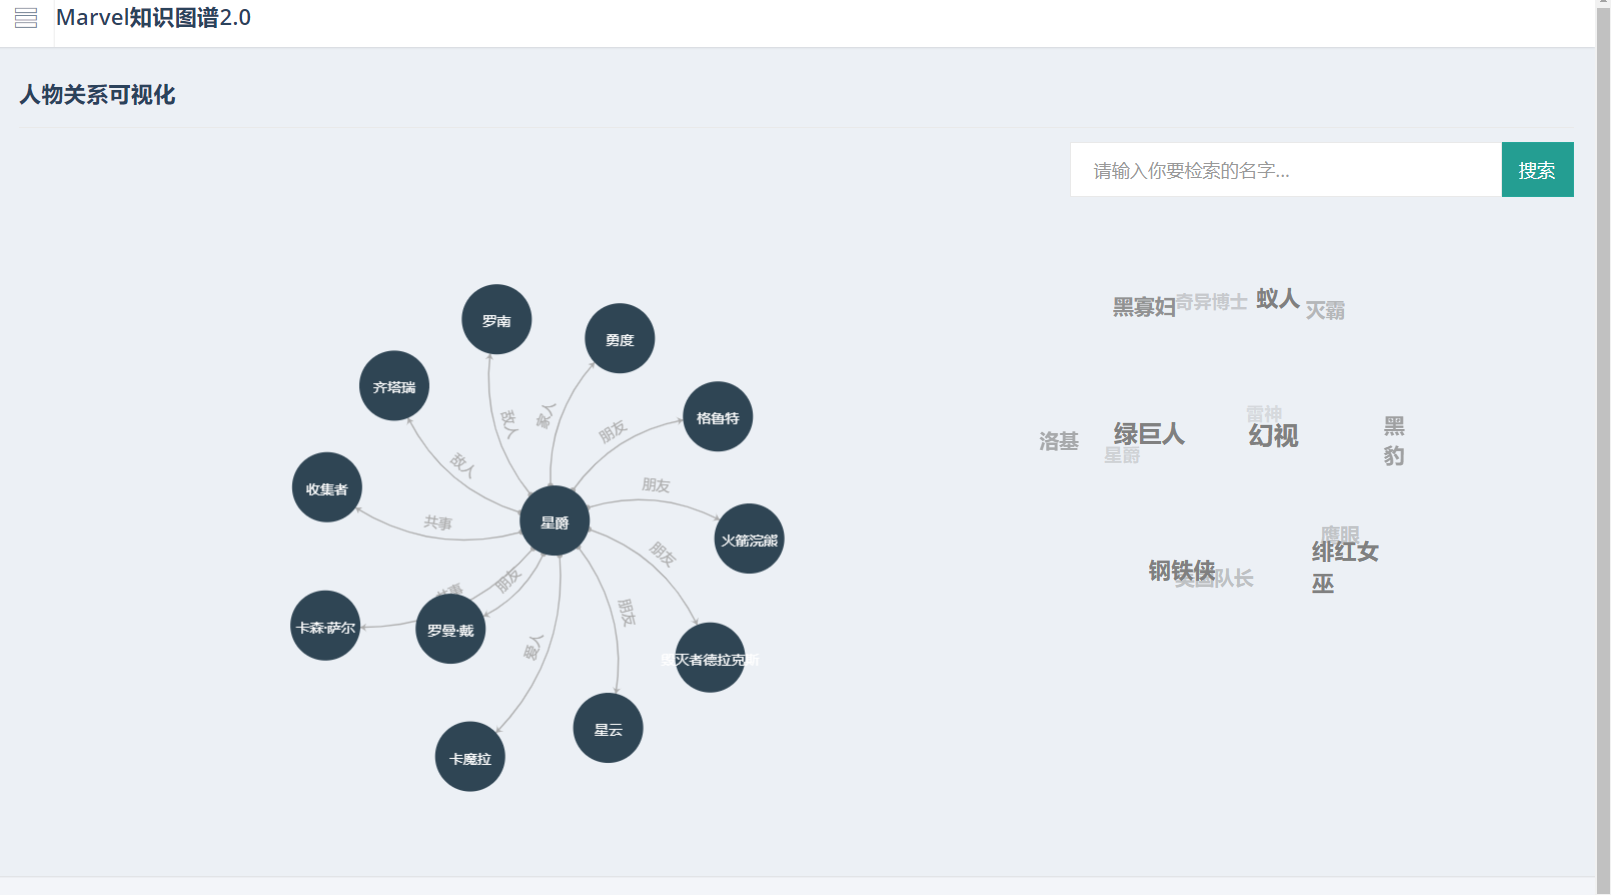 Marvel知识图谱2.0
人物关系可视化
请输入你要检索的名字...
搜索
罗南
勇度
齐塔瑞
格鲁特
收集者
星爵
火箭浣熊
卡森·萨尔
罗曼·戴
毁灭者德拉克斯
星云
卡魔拉
敌人
家人
朋友
敌人
朋友
共事
朋友
共事
朋友
朋友
爱人
黑寡妇
奇异博士
蚁人
灭霸
雷神
洛基
绿巨人
幻视
星爵
黑
豹
鹰眼
绯红女
巫
钢铁侠
美国队长